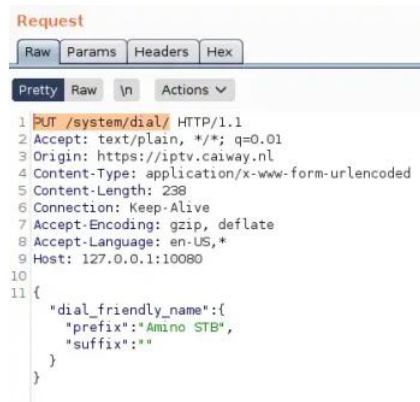 Request
Raw Params Headers Hex
Pretty Raw \n Actions
1 PUT /system/dial/ HTTP/1.1
2 Accept: text/plain, */*; q=0.01
3 Origin: https://iptv.caiway.nl
4 Content-Type: application/x-www-form-urlencoded
5 Content-Length: 238
6 Connection: Keep-Alive
7 Accept-Encoding: gzip, deflate
8 Accept-Language: en-US,*
9 Host: 127.0.0.1:10080
10
11 {
"dial_friendly_name":{
"prefix":"Amino STB",
"suffix":""
}
}